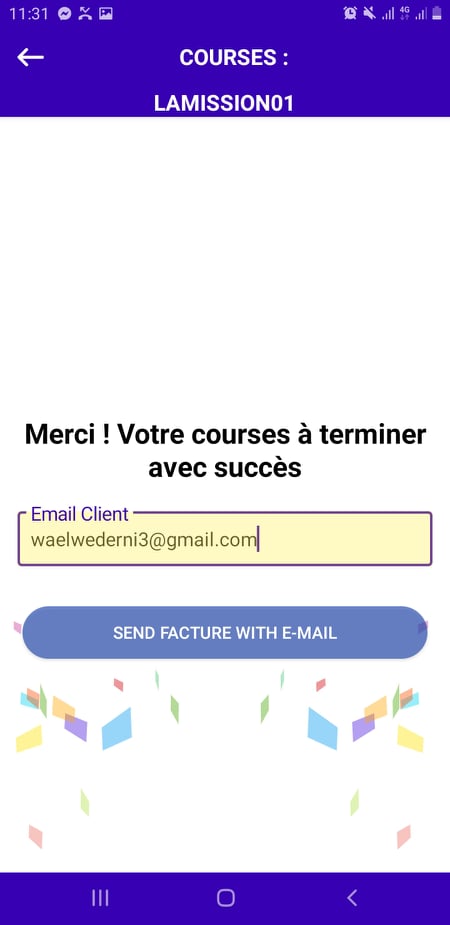 11:31
4G
COURSES :
LAMISSION01
Merci ! Votre courses à terminer
avec succès
Email Client
waelwederni3@gmail.com
SEND FACTURE WITH E-MAIL